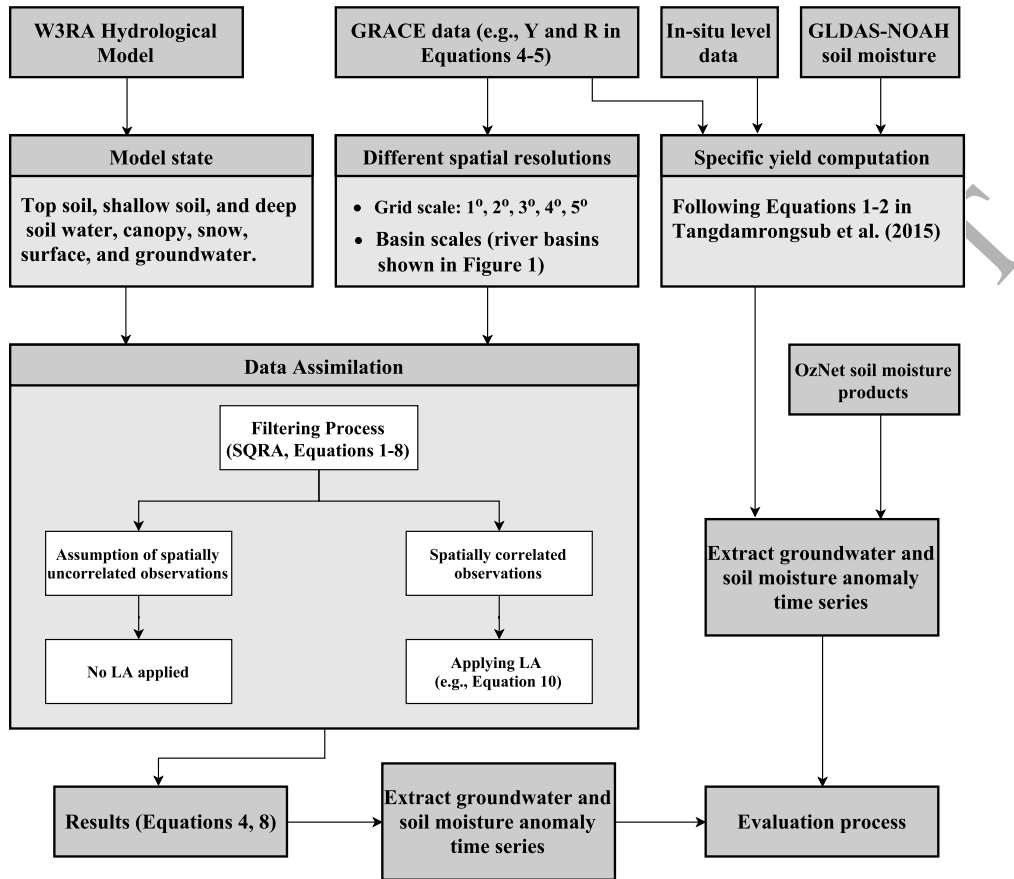 W3RA Hydrological
Model
GRACE data (e.g., Y and R in
Equations 4-5)
In-situ level
data
GLDAS-NOAH
soil moisture
Model state
Top soil, shallow soil, and deep
soil water, canopy, snow,
surface, and groundwater.
Different spatial resolutions
• Grid scale: 1⁰, 2⁰, 3⁰, 4⁰, 5⁰
• Basin scales (river basins
shown in Figure 1)
Specific yield computation
Following Equations 1-2 in
Tangdamrongsub et al. (2015)
T
Data Assimilation
Filtering Process
(SQRA, Equations 1-8)
Assumption of spatially
uncorrelated observations
Spatially correlated
observations
No LA applied
Applying LA
(e.g., Equation 10)
OzNet soil moisture
products
Extract groundwater and
soil moisture anomaly
time series
Results (Equations 4, 8)
Extract groundwater and
soil moisture anomaly
time series
Evaluation process